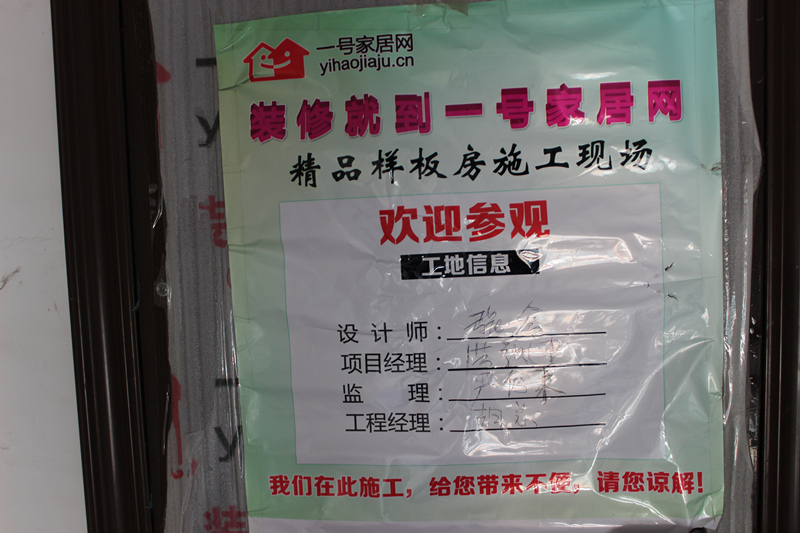 一号家居网
yihaojiaju.cn
装修就到一号家居网
精品样板房施工现场
欢迎参观
工地信息
设计师：
项目经理：
监理：
工程经理：
我们在此施工，给您带来不便，请您谅解！